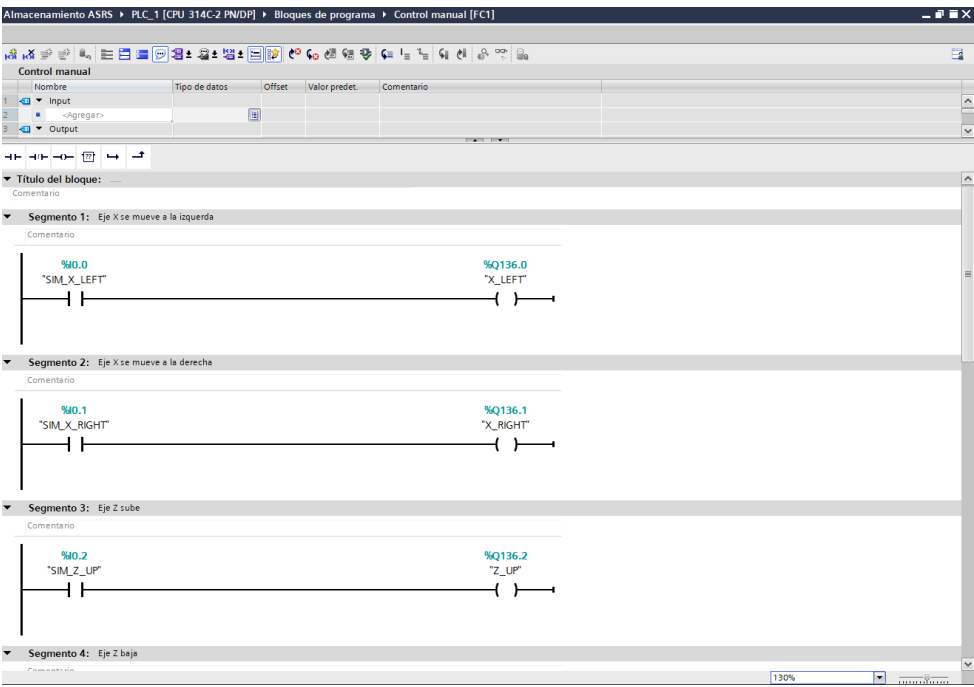 Almacenamiento ASRS ▸ PLC_1 [CPU 314C-2 PN/DP] ▸ Bloques de programa ▸ Control manual [FC1]
Control manual
Nombre Tipo de datos Offset Valor predet. Comentario
1 Input
2 <Agregar>
3 Output
??
Título del bloque: .....
Comentario
Segmento 1: Eje X se mueve a la izquerda
Comentario
%I0.0 %Q136.0
"SIM_X_LEFT" "X_LEFT"
Segmento 2: Eje X se mueve a la derecha
Comentario
%I0.1 %Q136.1
"SIM_X_RIGHT" "X_RIGHT"
Segmento 3: Eje Z sube
Comentario
%I0.2 %Q136.2
"SIM_Z_UP" "Z_UP"
Segmento 4: Eje Z baja
Comentario
130%